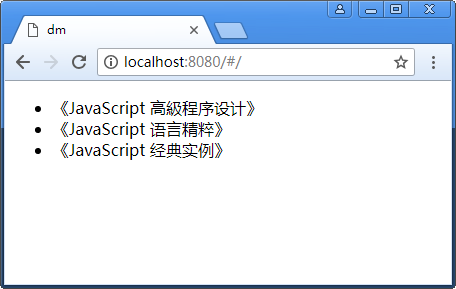 dm
localhost:8080/#/
《JavaScript 高級程序设计》
《JavaScript 语言精粹》
《JavaScript 经典实例》